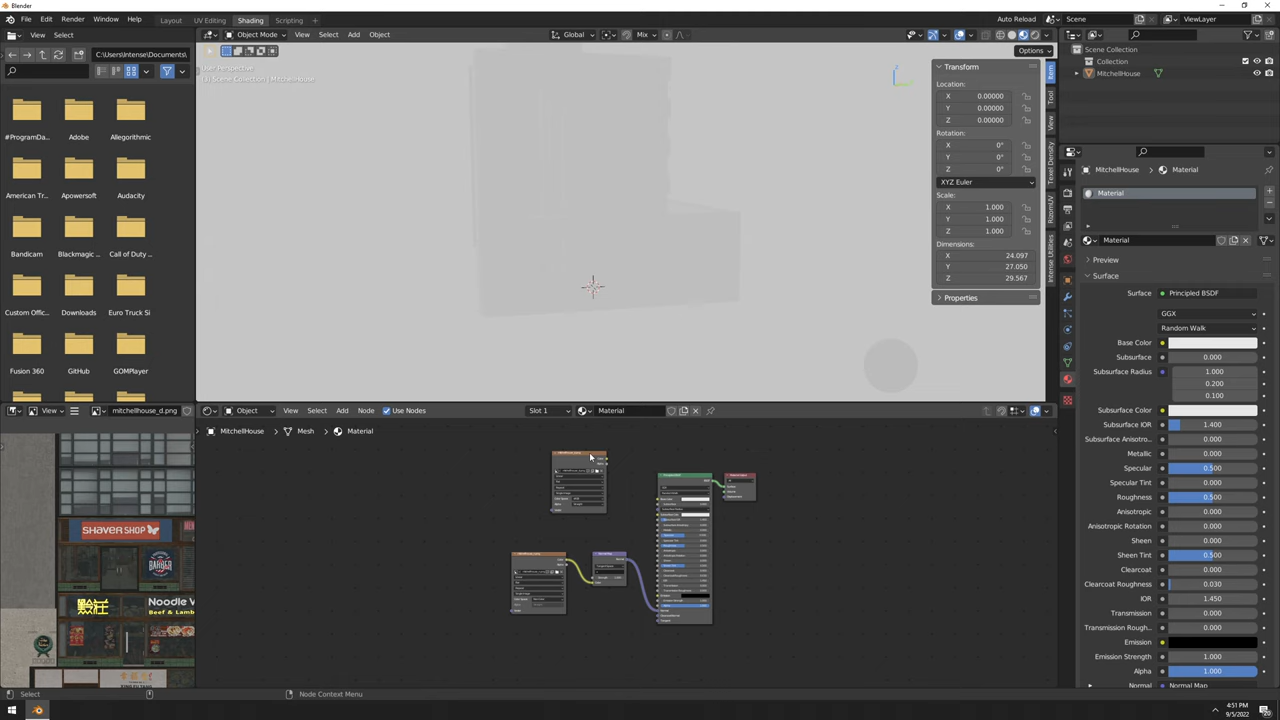 Blender
File Edit Render Window Help Layout UV Editing Shading Scripting Auto Reload Scene ViewLayer
View Select
C:\Users\Intense\Documents\
#ProgramDa... Adobe Allegorithmic
American Tr... Apowersoft Audacity
Bandicam Blackmagic ... Call of Duty ...
Custom Office... Downloads Euro Truck Si
Fusion 360 GitHub GOMPlayer
Object Mode View Select Add Object Global Mix
Options
User Perspective
(1) Scene Collection | MitchellHouse
Transform
Location:
X 0.00000
Y 0.00000
Z 0.00000
Rotation:
X 0°
Y 0°
Z 0°
XYZ Euler
Scale:
X 1.000
Y 1.000
Z 1.000
Dimensions:
X 24.097
Y 27.050
Z 29.567
Properties
Item
Tool
View
Texel Density
RizomUV
Intense Utilities
Scene Collection
Collection
MitchellHouse
MitchellHouse Material
Material
Material
Preview
Surface
Surface Principled BSDF
GGX
Random Walk
Base Color
Subsurface 0.000
Subsurface Radius 1.000
0.200
0.100
Subsurface Color
Subsurface IOR 1.400
Subsurface Anisotro... 0.000
Metallic 0.000
Specular 0.500
Specular Tint 0.000
Roughness 0.500
Anisotropic 0.000
Anisotropic Rotation 0.000
Sheen 0.000
Sheen Tint 0.500
Clearcoat 0.000
Clearcoat Roughness 0.030
IOR 1.450
Transmission 0.000
Transmission Rough... 0.000
Emission
Emission Strength 1.000
Alpha 1.000
Normal Normal Map
View mitchellhouse_d.png
SHAVER SHOP
BARBER
Noodle
Beef & Lamb
Object View Select Add Node Use Nodes Slot 1 Material
MitchellHouse Mesh Material
Select
Node Context Menu
4:51 PM
9/5/2022